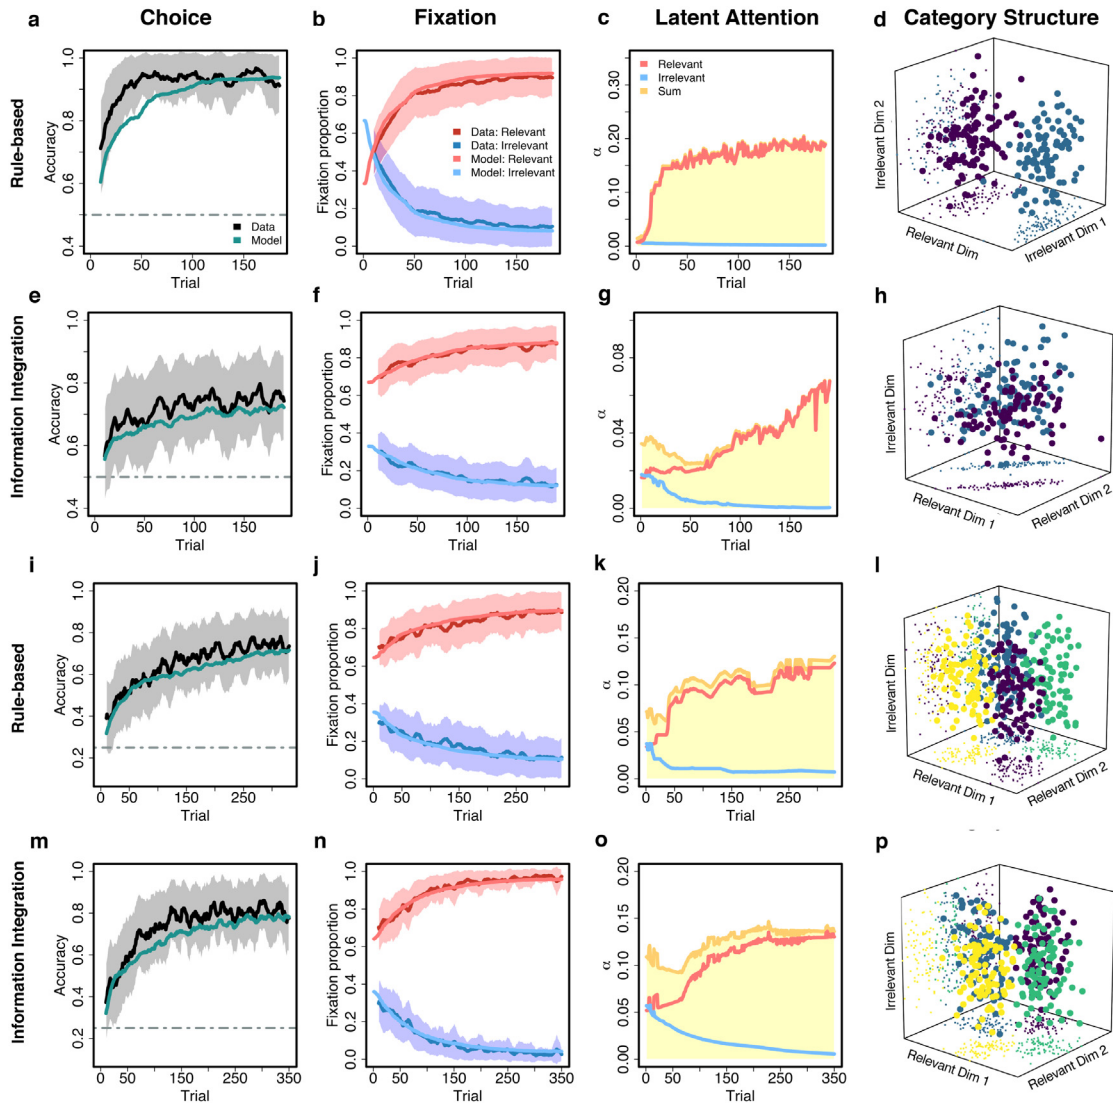 Choice
Fixation
Latent Attention
Category Structure
a
b
c
d
Rule-based
Accuracy
0.4 0.6 0.8 1.0
Data
Model
0 50 100 150
Trial
Fixation proportion
0.0 0.2 0.4 0.6 0.8 1.0
Data: Relevant
Data: Irrelevant
Model: Relevant
Model: Irrelevant
0 50 100 150
Trial
α
0.00 0.10 0.20 0.30
Relevant
Irrelevant
Sum
0 50 100 150
Trial
Irrelevant Dim 2
Relevant Dim
Irrelevant Dim 1
e
f
g
h
Information Integration
Accuracy
0.4 0.6 0.8 1.0
0 50 100 150
Trial
Fixation proportion
0.0 0.2 0.4 0.6 0.8 1.0
0 50 100 150
Trial
α
0.00 0.04 0.08
0 50 100 150
Trial
Irrelevant Dim
Relevant Dim 1
Relevant Dim 2
i
j
k
l
Rule-based
Accuracy
0.2 0.4 0.6 0.8 1.0
0 50 150 250
Trial
Fixation proportion
0.0 0.2 0.4 0.6 0.8 1.0
0 50 150 250
Trial
α
0.00 0.05 0.10 0.15 0.20
0 50 150 250
Trial
Irrelevant Dim
Relevant Dim 1
Relevant Dim 2
m
n
o
p
Information Integration
Accuracy
0.2 0.4 0.6 0.8 1.0
0 50 150 250 350
Trial
Fixation proportion
0.0 0.2 0.4 0.6 0.8 1.0
0 50 150 250 350
Trial
α
0.00 0.05 0.10 0.15 0.20
0 50 150 250 350
Trial
Irrelevant Dim
Relevant Dim 1
Relevant Dim 2